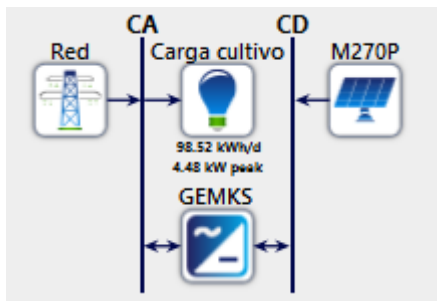 CA CD
Red Carga cultivo M270P
98.52 kWh/d
4.48 kW peak
GEMKS